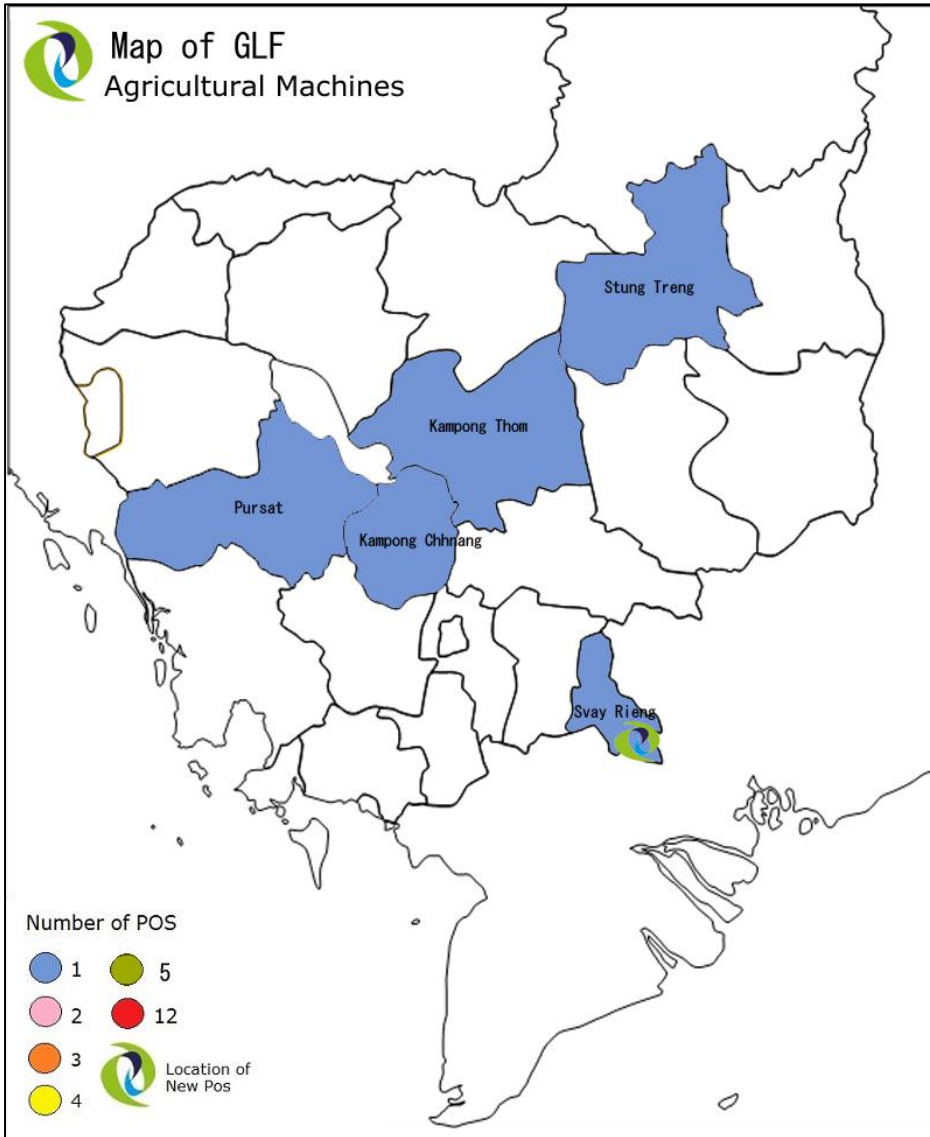 Map of GLF
Agricultural Machines
Stung Treng
Kampong Thom
Pursat
Kampong Chhnang
Svay Rieng
Number of POS
1
5
2
12
3
Location of
New Pos
4